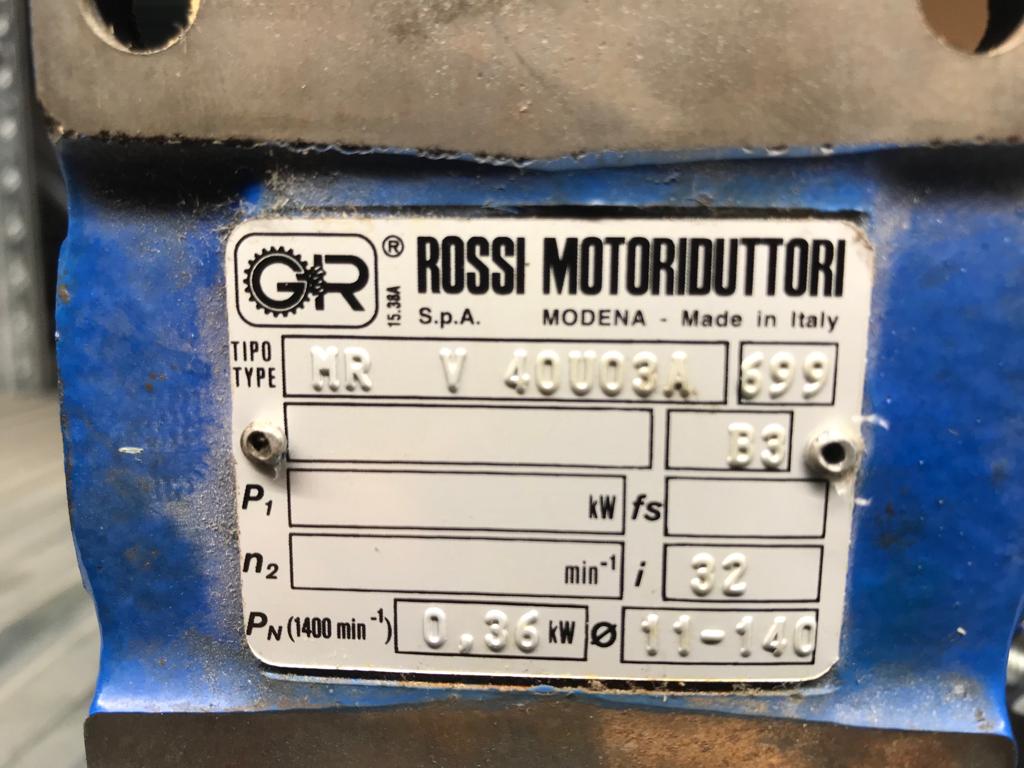 GR ® 15.38A ROSSI MOTORIDUTTORI
S.p.A. MODENA - Made in Italy
TIPO
TYPE MR V 40U03A 699
B3
P1 kW fs
n2 min-1 i 32
PN (1400 min-1) 0,36 kW Ø 11-140